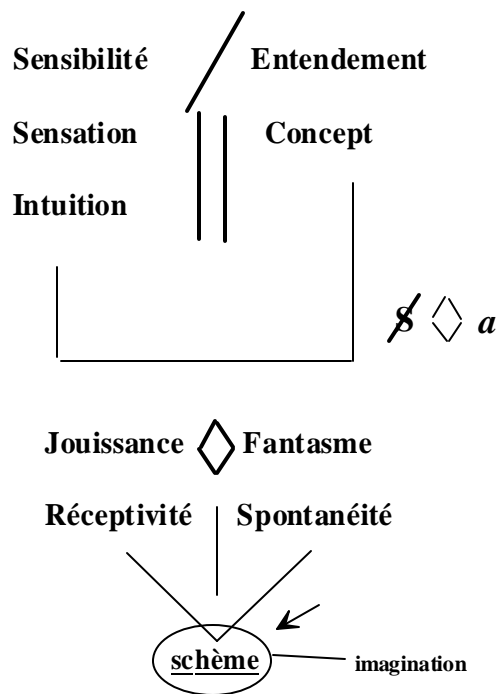 Sensibilité / Entendement
Sensation || Concept
Intuition
$ ◊ a
Jouissance ◊ Fantasme
Réceptivité | Spontanéité
schème
imagination